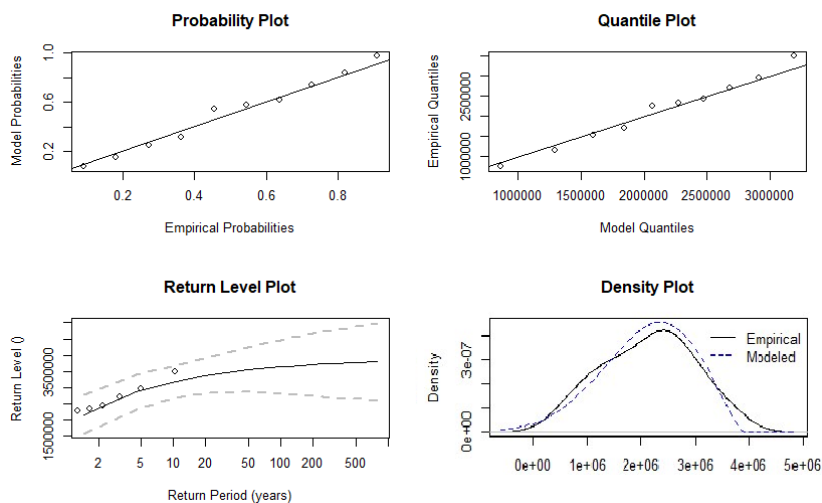 Probability Plot
Model Probabilities
0.2 0.6 1.0
0.2 0.4 0.6 0.8
Empirical Probabilities
Quantile Plot
Empirical Quantiles
1000000 2500000
1000000 1500000 2000000 2500000 3000000
Model Quantiles
Return Level Plot
Return Level ()
1500000 3500000
2 5 10 20 50 100 200 500
Return Period (years)
Density Plot
Density
0e+00 3e-07
Empirical
Modeled
0e+00 1e+06 2e+06 3e+06 4e+06 5e+06